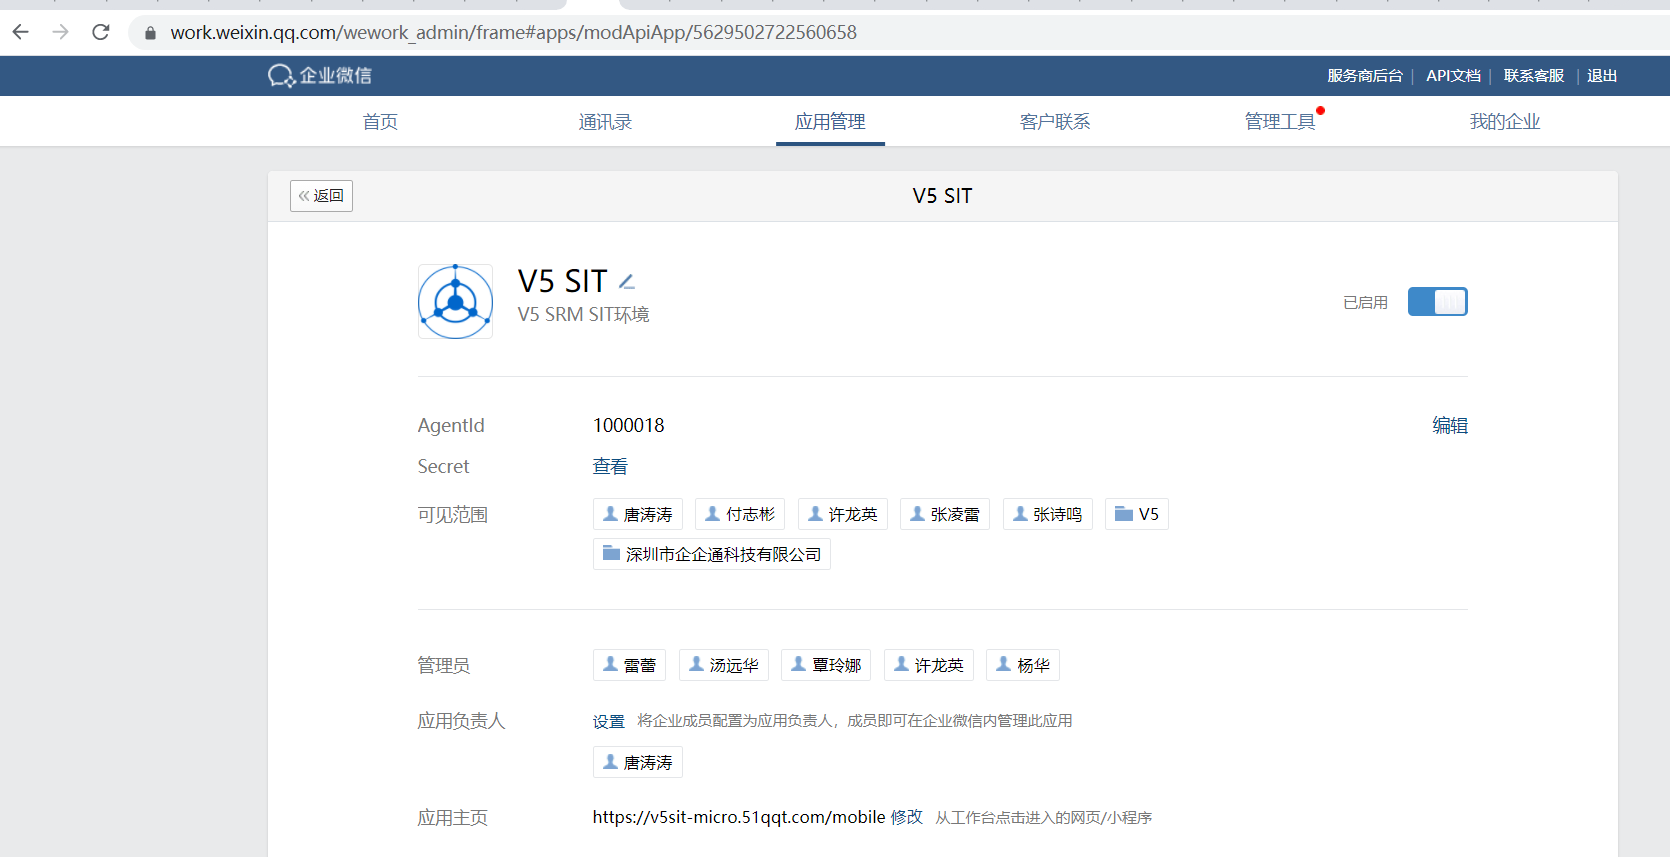 work.weixin.qq.com/wework_admin/frame#apps/modApiApp/5629502722560658
企业微信 服务商后台 | API文档 | 联系客服 | 退出
首页 通讯录 应用管理 客户联系 管理工具 我的企业
«返回 V5 SIT
V5 SIT
V5 SRM SIT环境
已启用
AgentId 1000018 编辑
Secret 查看
可见范围 唐涛涛 付志彬 许龙英 张凌雷 张诗鸣 V5
深圳市企企通科技有限公司
管理员 雷蕾 汤远华 覃玲娜 许龙英 杨华
应用负责人 设置 将企业成员配置为应用负责人，成员即可在企业微信内管理此应用
唐涛涛
应用主页 https://v5sit-micro.51qqt.com/mobile 修改 从工作台点击进入的网页/小程序